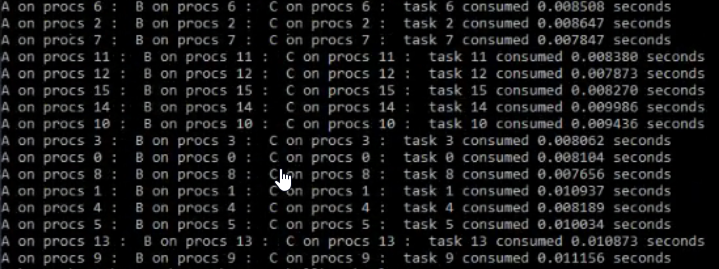 A on procs 6 :  B on procs 6 :  C on procs 6 :  task 6 consumed 0.008508 seconds
A on procs 2 :  B on procs 2 :  C on procs 2 :  task 2 consumed 0.008647 seconds
A on procs 7 :  B on procs 7 :  C on procs 7 :  task 7 consumed 0.007847 seconds
A on procs 11 :  B on procs 11 :  C on procs 11 :  task 11 consumed 0.008380 seconds
A on procs 12 :  B on procs 12 :  C on procs 12 :  task 12 consumed 0.007873 seconds
A on procs 15 :  B on procs 15 :  C on procs 15 :  task 15 consumed 0.008270 seconds
A on procs 14 :  B on procs 14 :  C on procs 14 :  task 14 consumed 0.009986 seconds
A on procs 10 :  B on procs 10 :  C on procs 10 :  task 10 consumed 0.009436 seconds
A on procs 3 :  B on procs 3 :  C on procs 3 :  task 3 consumed 0.008062 seconds
A on procs 0 :  B on procs 0 :  C on procs 0 :  task 0 consumed 0.008104 seconds
A on procs 8 :  B on procs 8 :  C on procs 8 :  task 8 consumed 0.007656 seconds
A on procs 1 :  B on procs 1 :  C on procs 1 :  task 1 consumed 0.010937 seconds
A on procs 4 :  B on procs 4 :  C on procs 4 :  task 4 consumed 0.008189 seconds
A on procs 5 :  B on procs 5 :  C on procs 5 :  task 5 consumed 0.010034 seconds
A on procs 13 :  B on procs 13 :  C on procs 13 :  task 13 consumed 0.010873 seconds
A on procs 9 :  B on procs 9 :  C on procs 9 :  task 9 consumed 0.011156 seconds